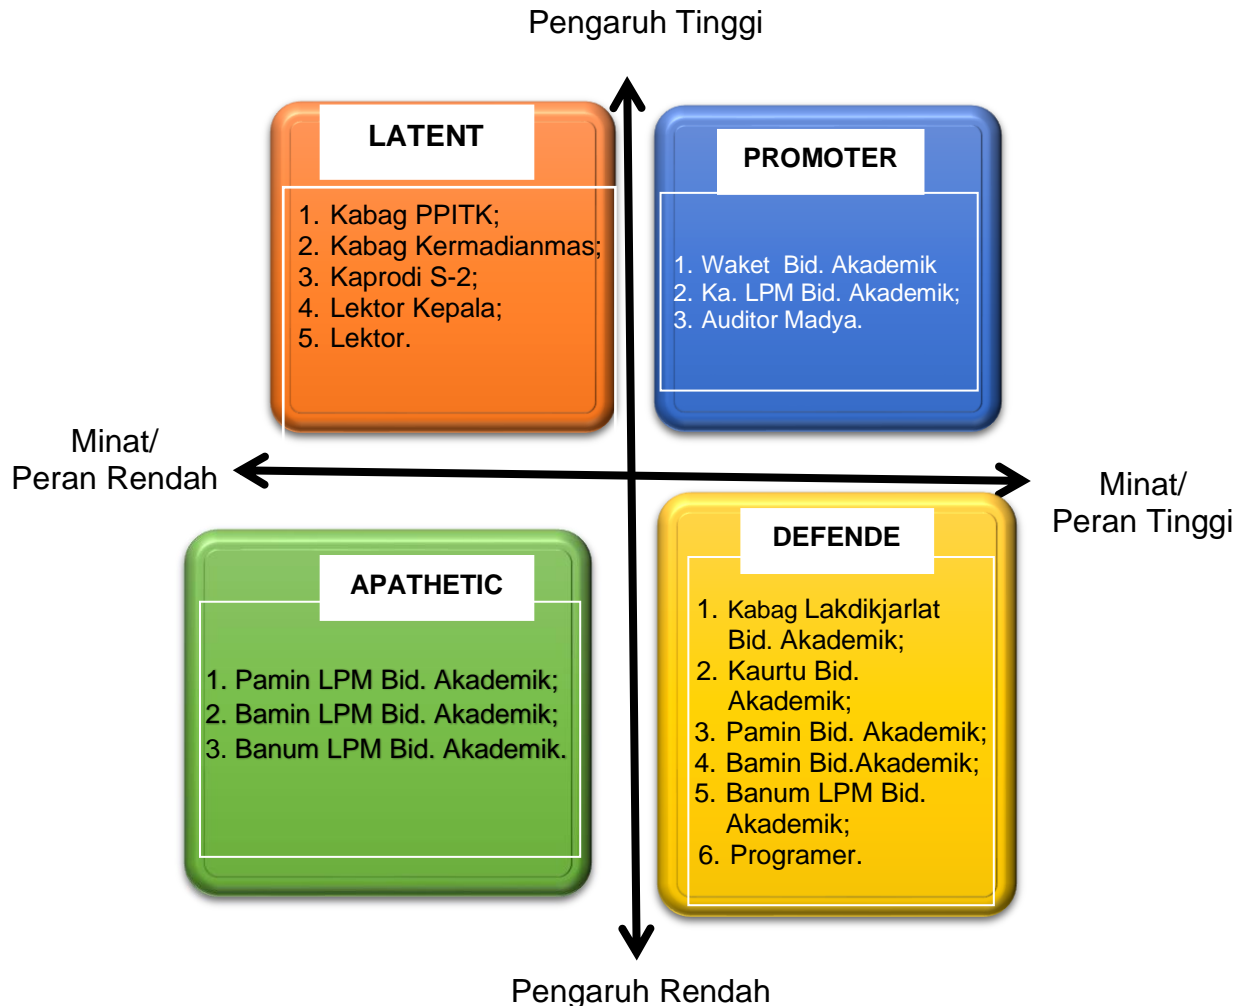 Pengaruh Tinggi
LATENT
1. Kabag PPITK;
2. Kabag Kermadianmas;
3. Kaprodi S-2;
4. Lektor Kepala;
5. Lektor.
PROMOTER
1. Waket Bid. Akademik
2. Ka. LPM Bid. Akademik;
3. Auditor Madya.
Minat/
Peran Rendah
Minat/
Peran Tinggi
APATHETIC
1. Pamin LPM Bid. Akademik;
2. Bamin LPM Bid. Akademik;
3. Banum LPM Bid. Akademik.
DEFENDE
1. Kabag Lakdikjarlat
Bid. Akademik;
2. Kaurtu Bid.
Akademik;
3. Pamin Bid. Akademik;
4. Bamin Bid.Akademik;
5. Banum LPM Bid.
Akademik;
6. Programer.
Pengaruh Rendah